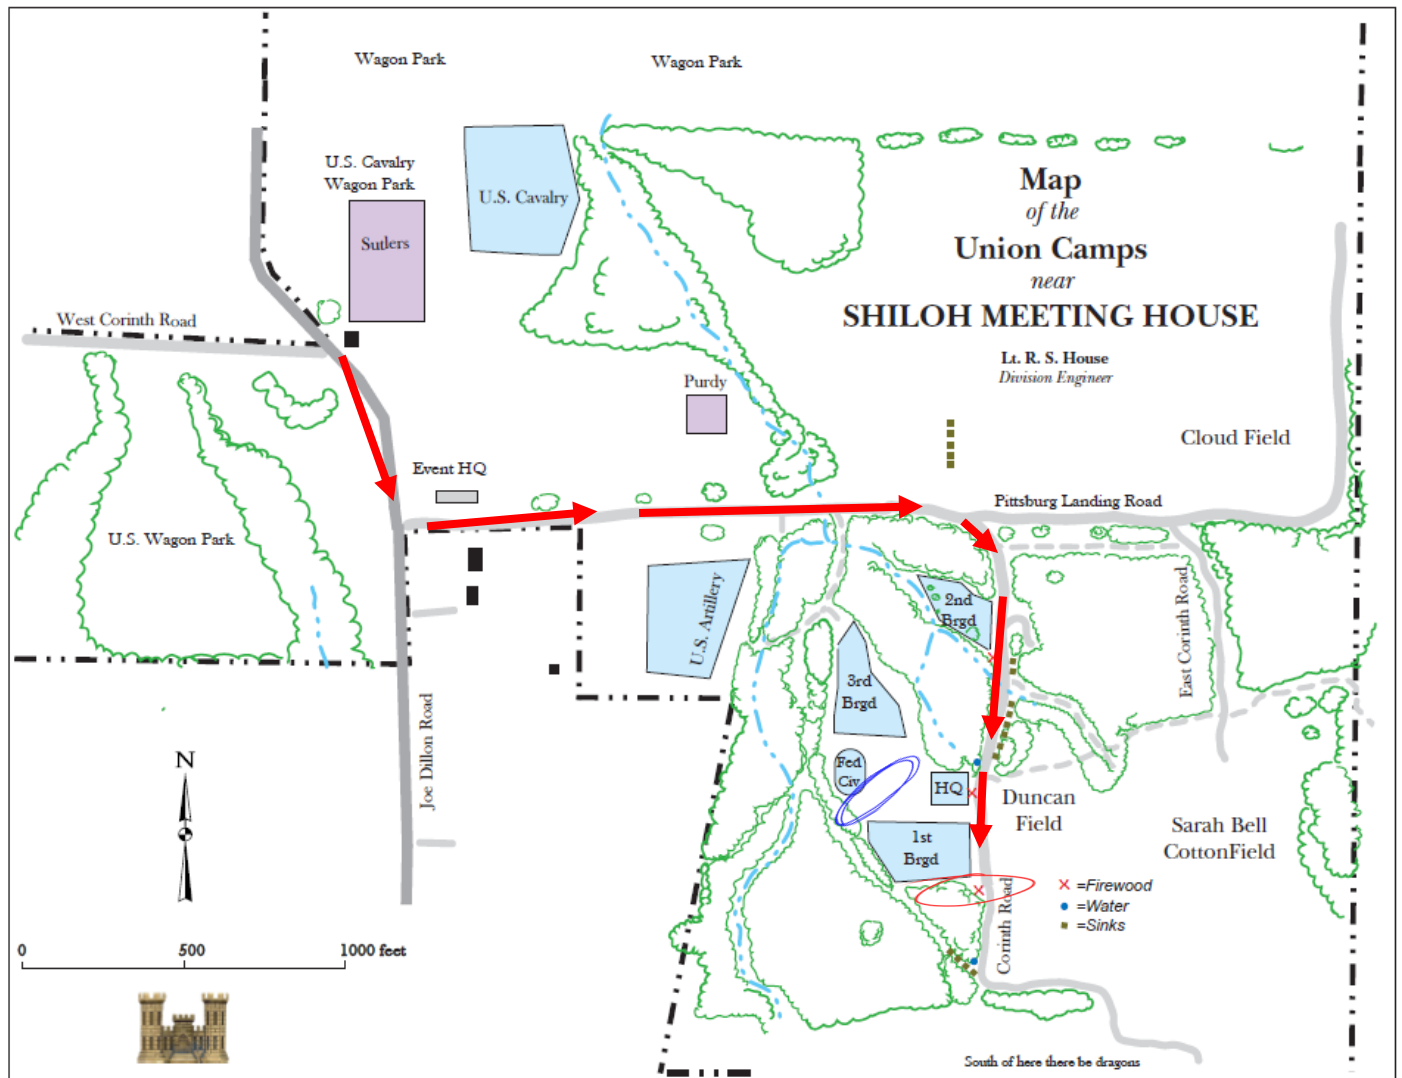 Wagon Park
Wagon Park
U.S. Cavalry
Wagon Park
U.S. Cavalry
Sutlers
Map
of the
Union Camps
near
SHILOH MEETING HOUSE
Lt. R. S. House
Division Engineer
West Corinth Road
Purdy
Cloud Field
Event HQ
Pittsburg Landing Road
U.S. Wagon Park
U.S. Artillery
2nd
Brgd
East Corinth Road
3rd
Brgd
Joe Dillon Road
N
Fed
Civ
HQ
Duncan
Field
1st
Brgd
Sarah Bell
CottonField
Corinth Road
=Firewood
=Water
=Sinks
0 500 1000 feet
South of here there be dragons